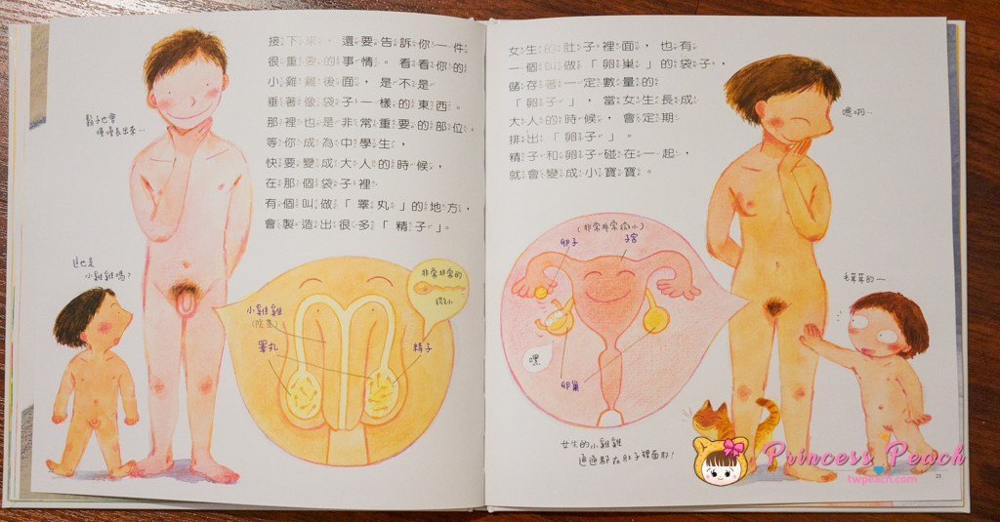 接下來，還要告訴你一件
很重要的事情。看看你的
小雞雞後面，是不是
垂著像袋子一樣的東西。
那裡也是非常重要的部位。
等你成為中學生，
快要變成大人的時候，
在那個袋子裡
有個叫做「睪丸」的地方，
會製造出很多「精子」。
鬍子也會
慢慢長出來…
這也是
小雞雞嗎？
非常非常的
微小
小雞雞
（陰莖）
睪丸
精子
女生的肚子裡面，也有
一個叫做「卵巢」的袋子，
儲存著一定數量的
「卵子」，當女生長成
大人的時候，會定期
排出「卵子」。
精子和卵子碰在一起，
就會變成小寶寶。
（非常非常微小）
卵子
子宮
嘿
卵巢
毛茸茸的—
女生的小雞雞
通通都在肚子裡面耶！
Princess Peach
twpeach.com